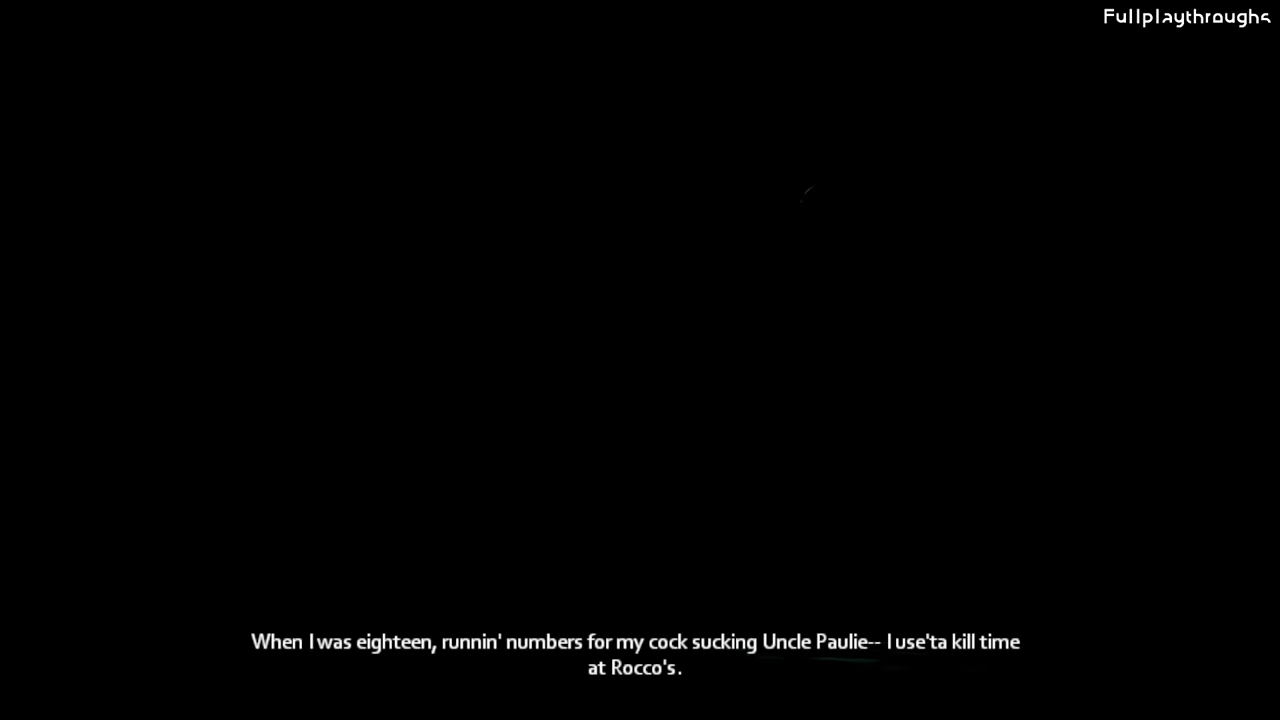 Fullplaythroughs
When I was eighteen, runnin' numbers for my cock sucking Uncle Paulie-- I use'ta kill time
at Rocco's.